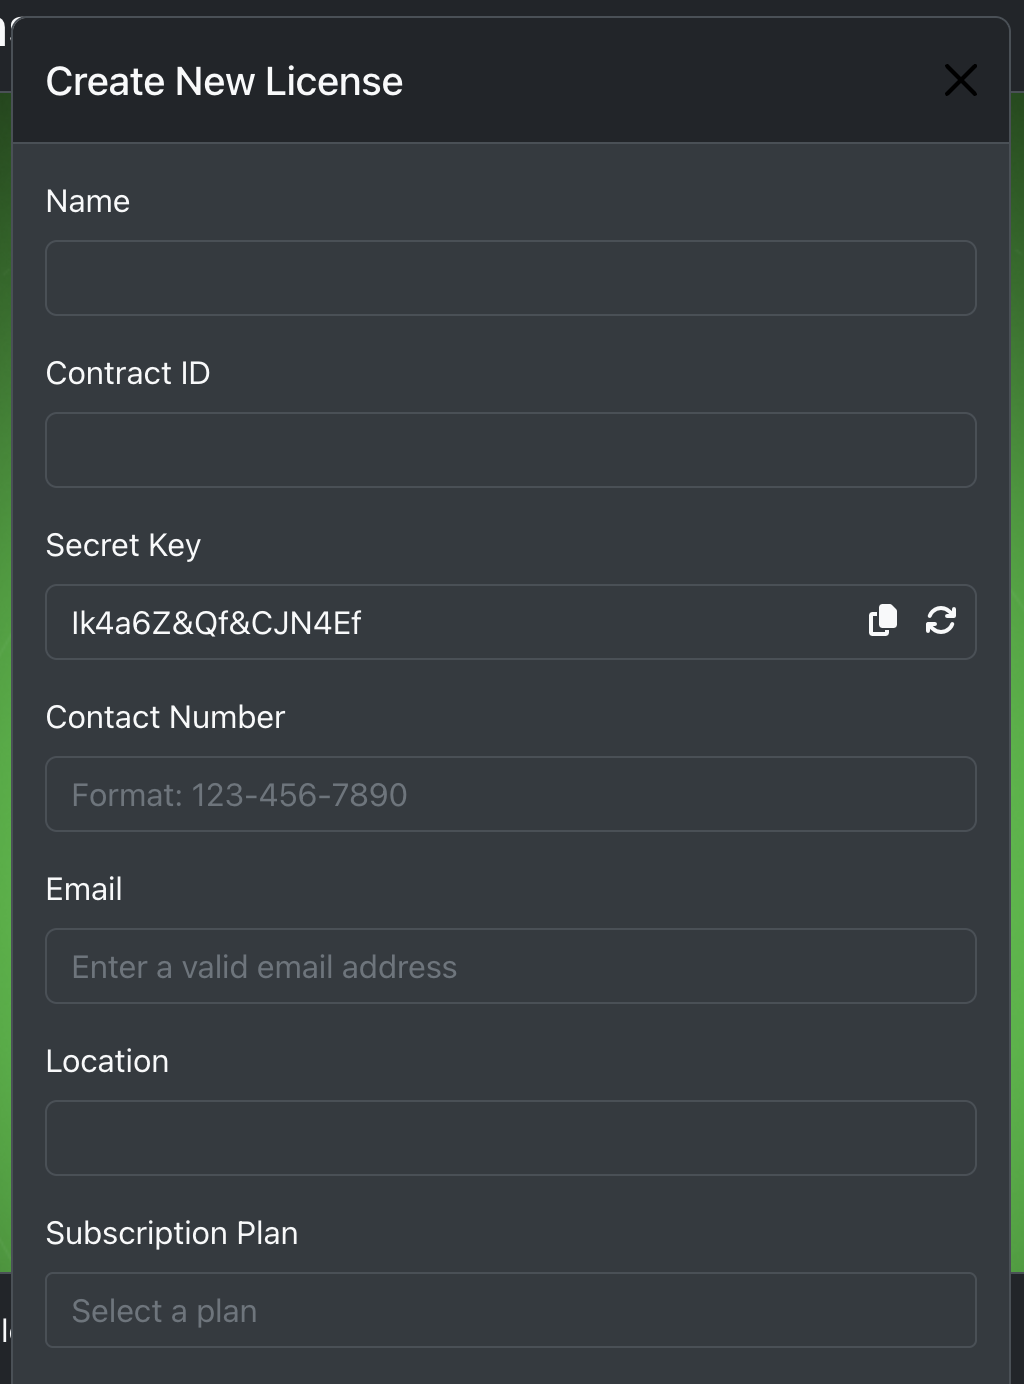 Create New License
Name
Contract ID
Secret Key
Ik4a6Z&Qf&CJN4Ef
Contact Number
Format: 123-456-7890
Email
Enter a valid email address
Location
Subscription Plan
Select a plan